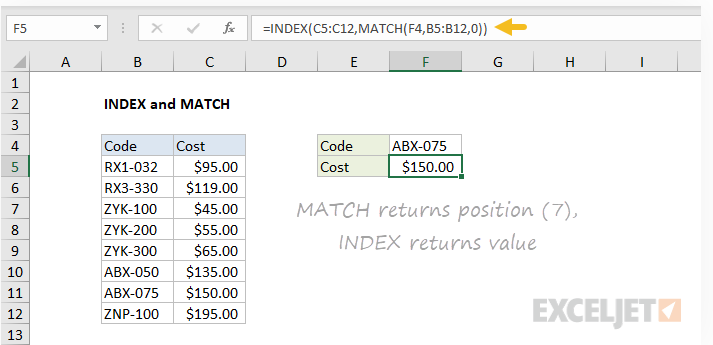 F5 fx =INDEX(C5:C12,MATCH(F4,B5:B12,0))
A B C D E F G H I
1
2 INDEX and MATCH
3
4 Code Cost Code ABX-075
5 RX1-032 $95.00 Cost $150.00
6 RX3-330 $119.00
7 ZYK-100 $45.00 MATCH returns position (7),
8 ZYK-200 $55.00
9 ZYK-300 $65.00 INDEX returns value
10 ABX-050 $135.00
11 ABX-075 $150.00
12 ZNP-100 $195.00 EXCELJET
13